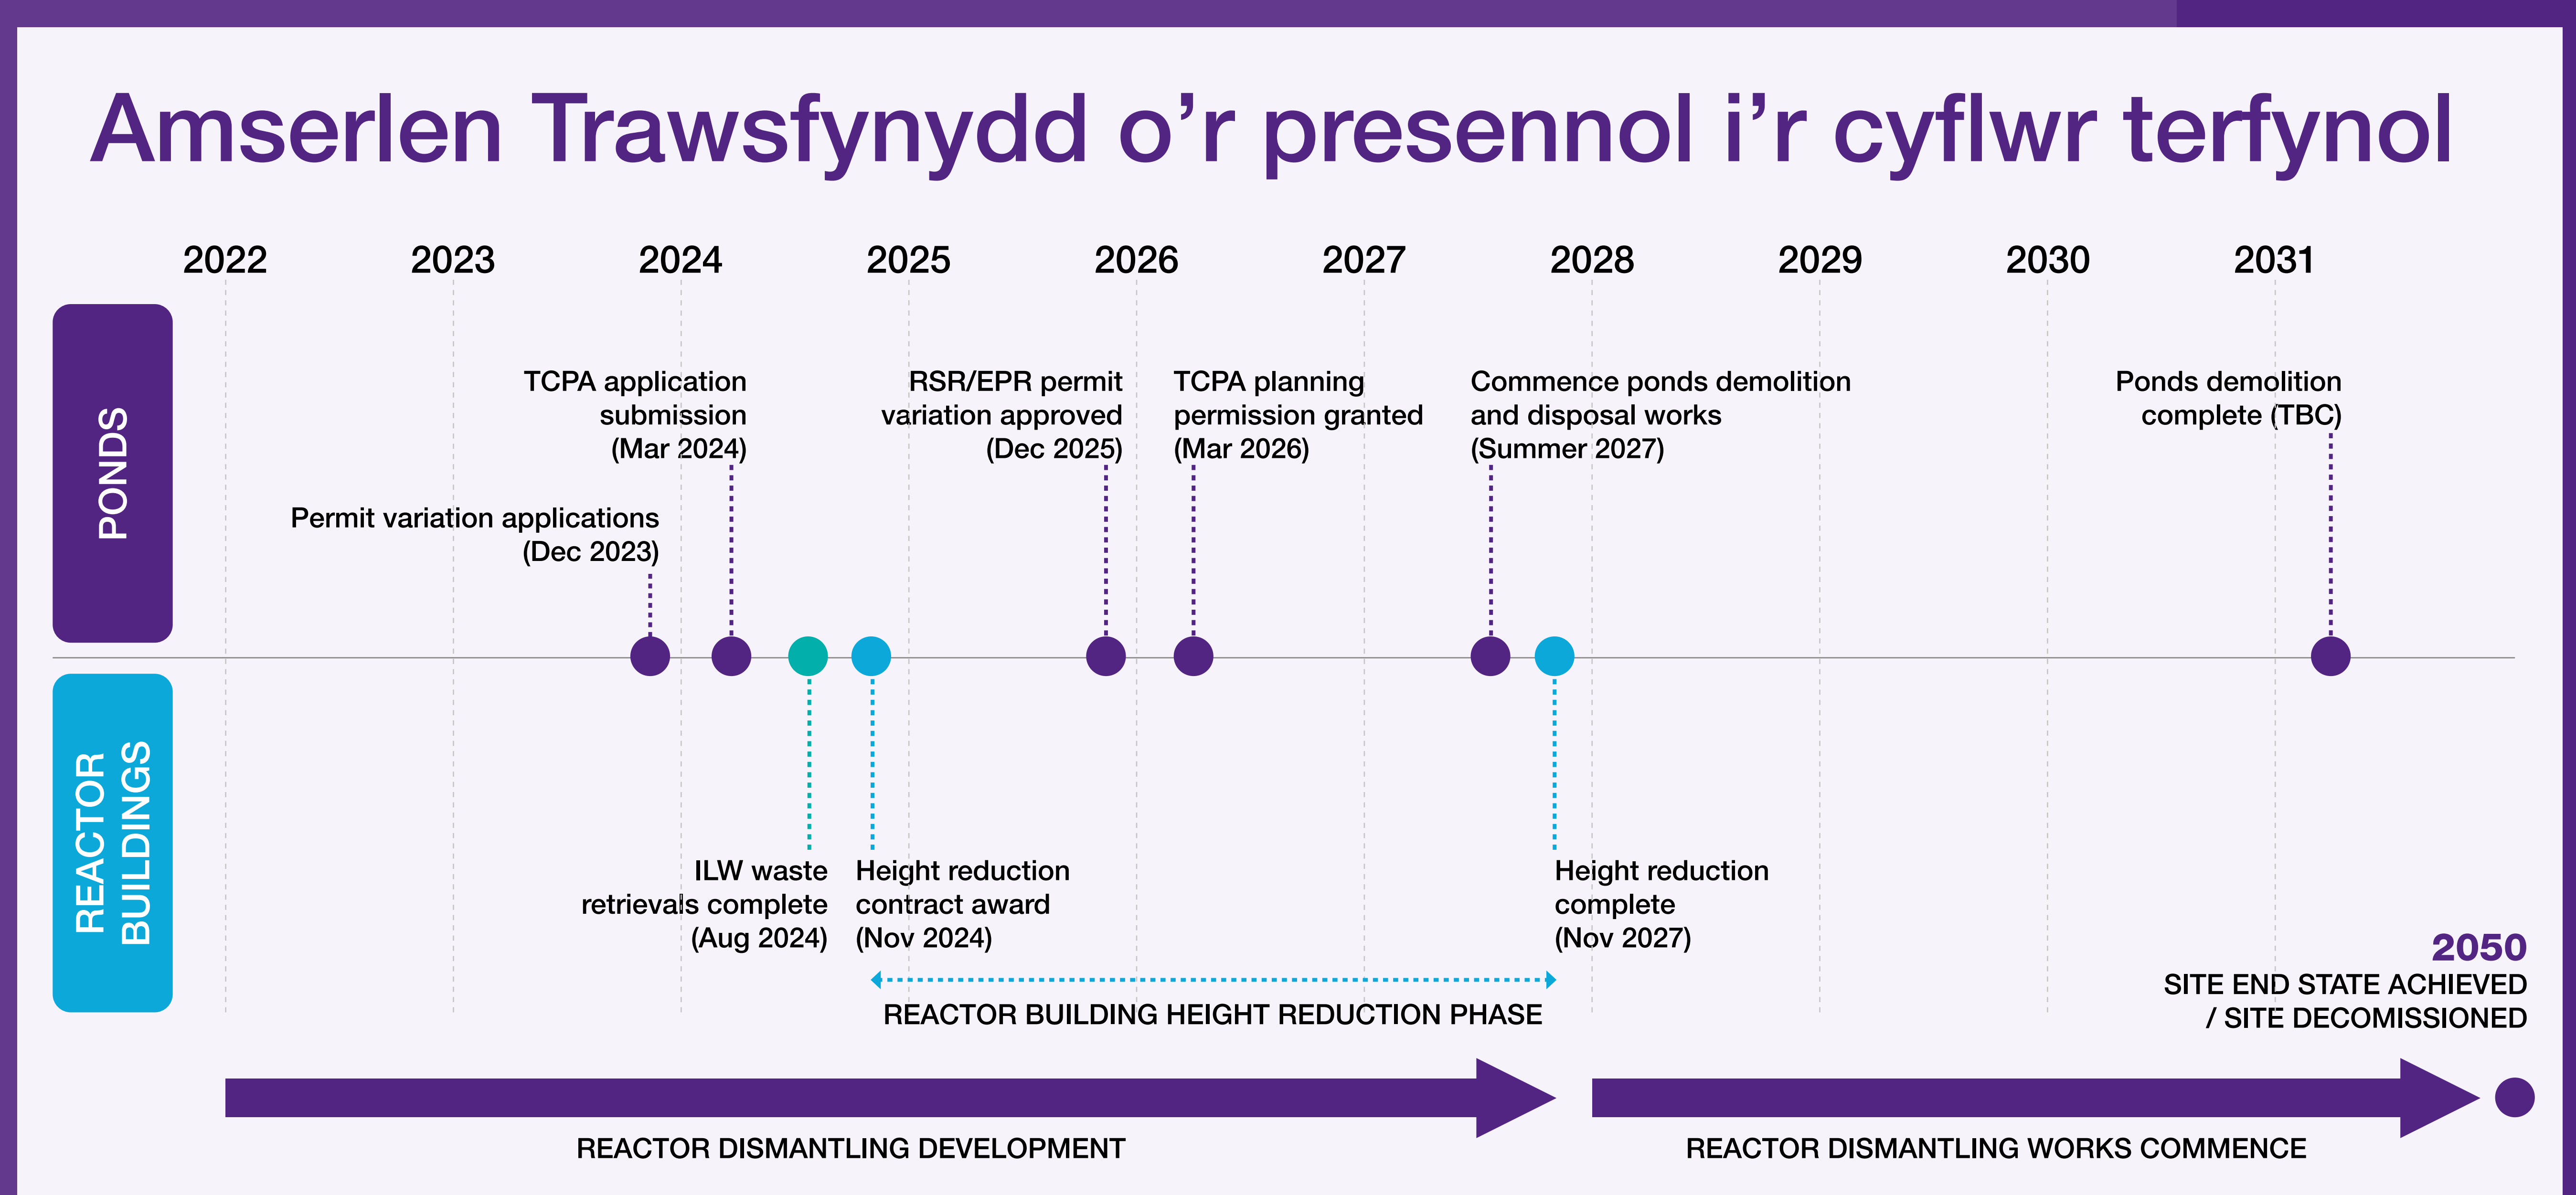 Amserlen Trawsfynydd o’r presennol i’r cyflwr terfynol
2022 2023 2024 2025 2026 2027 2028 2029 2030 2031
PONDS
Permit variation applications
(Dec 2023)
TCPA application
submission
(Mar 2024)
RSR/EPR permit
variation approved
(Dec 2025)
TCPA planning
permission granted
(Mar 2026)
Commence ponds demolition
and disposal works
(Summer 2027)
Ponds demolition
complete (TBC)
REACTOR
BUILDINGS
ILW waste
retrievals complete
(Aug 2024)
Height reduction
contract award
(Nov 2024)
Height reduction
complete
(Nov 2027)
REACTOR BUILDING HEIGHT REDUCTION PHASE
2050
SITE END STATE ACHIEVED
/ SITE DECOMISSIONED
REACTOR DISMANTLING DEVELOPMENT
REACTOR DISMANTLING WORKS COMMENCE